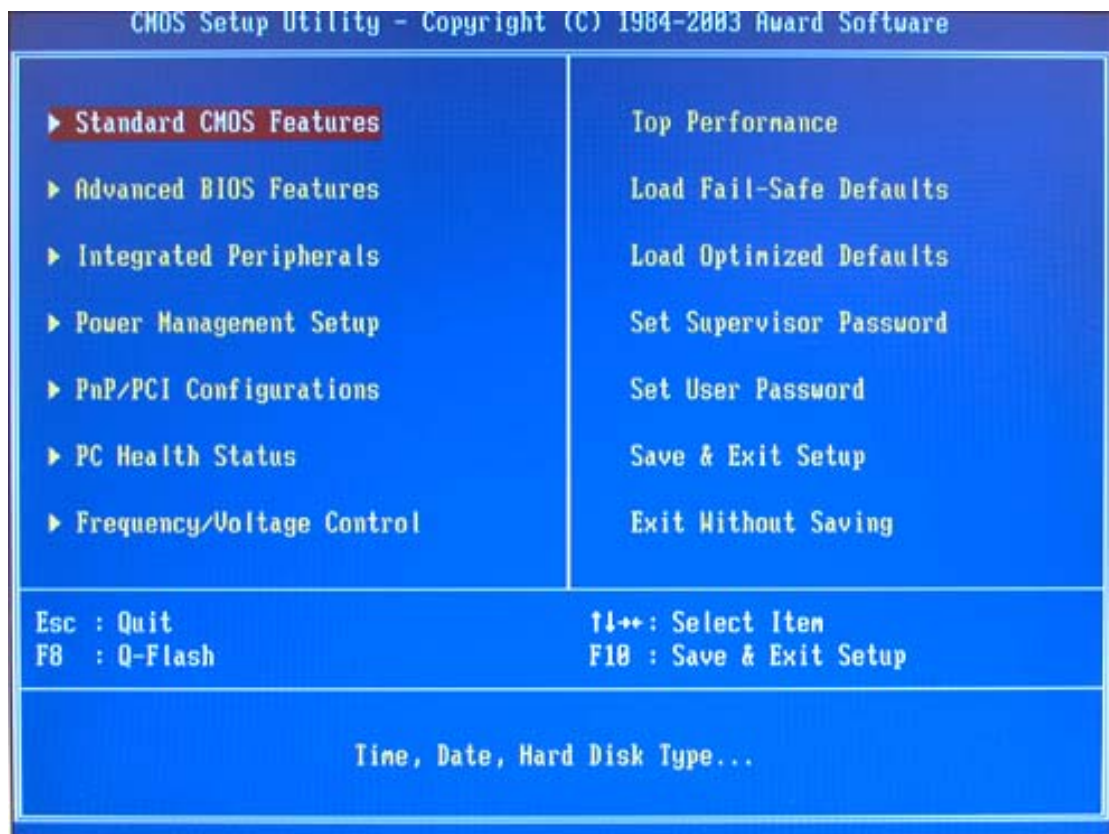 CMOS Setup Utility - Copyright (C) 1984-2003 Award Software
▶ Standard CMOS Features
▶ Advanced BIOS Features
▶ Integrated Peripherals
▶ Power Management Setup
▶ PnP/PCI Configurations
▶ PC Health Status
▶ Frequency/Voltage Control
Top Performance
Load Fail-Safe Defaults
Load Optimized Defaults
Set Supervisor Password
Set User Password
Save & Exit Setup
Exit Without Saving
Esc : Quit
F8 : Q-Flash
↑↓→←: Select Item
F10 : Save & Exit Setup
Time, Date, Hard Disk Type...